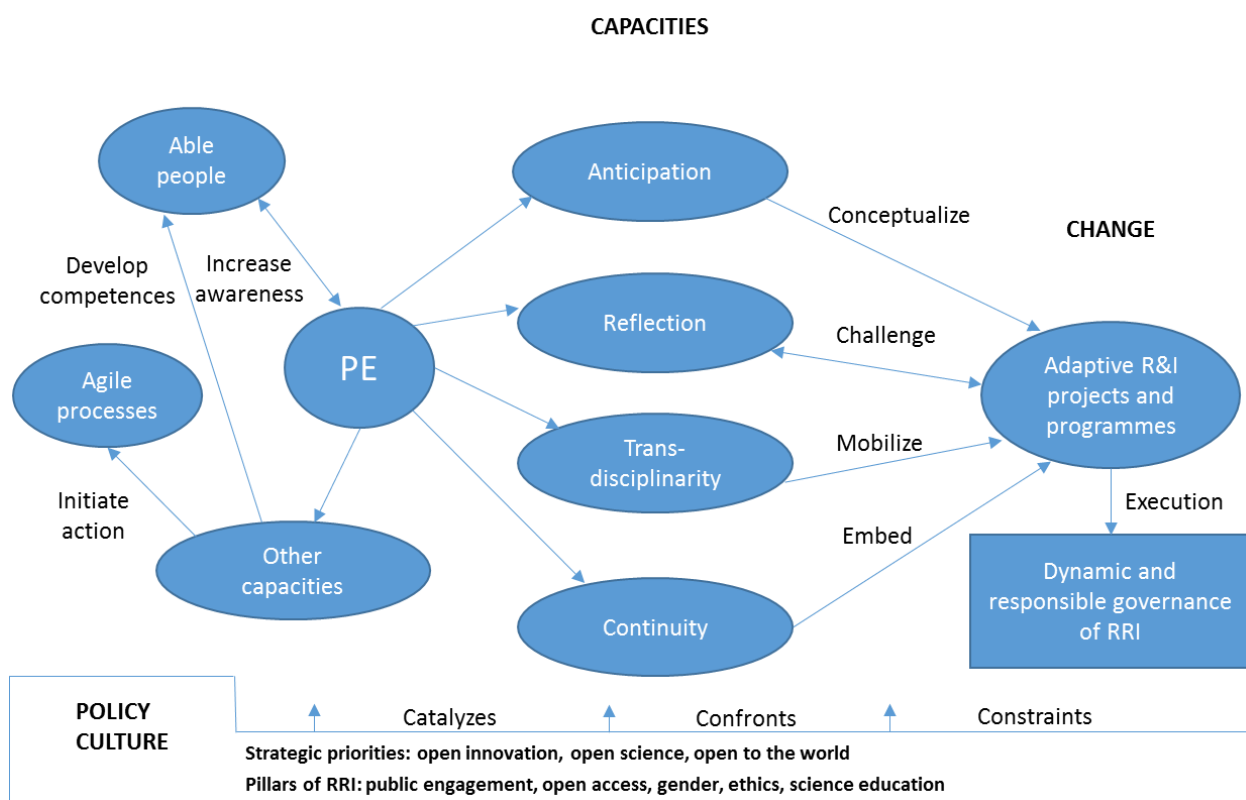 CAPACITIES
Able
people
Anticipation
Conceptualize
CHANGE
Develop
competences
Increase
awareness
Reflection
Challenge
PE
Agile
processes
Adaptive R&I
projects and
programmes
Trans-
disciplinarity
Mobilize
Initiate
action
Execution
Other
capacities
Embed
Continuity
Dynamic and
responsible governance
of RRI
POLICY
CULTURE
Catalyzes
Confronts
Constraints
Strategic priorities: open innovation, open science, open to the world
Pillars of RRI: public engagement, open access, gender, ethics, science education